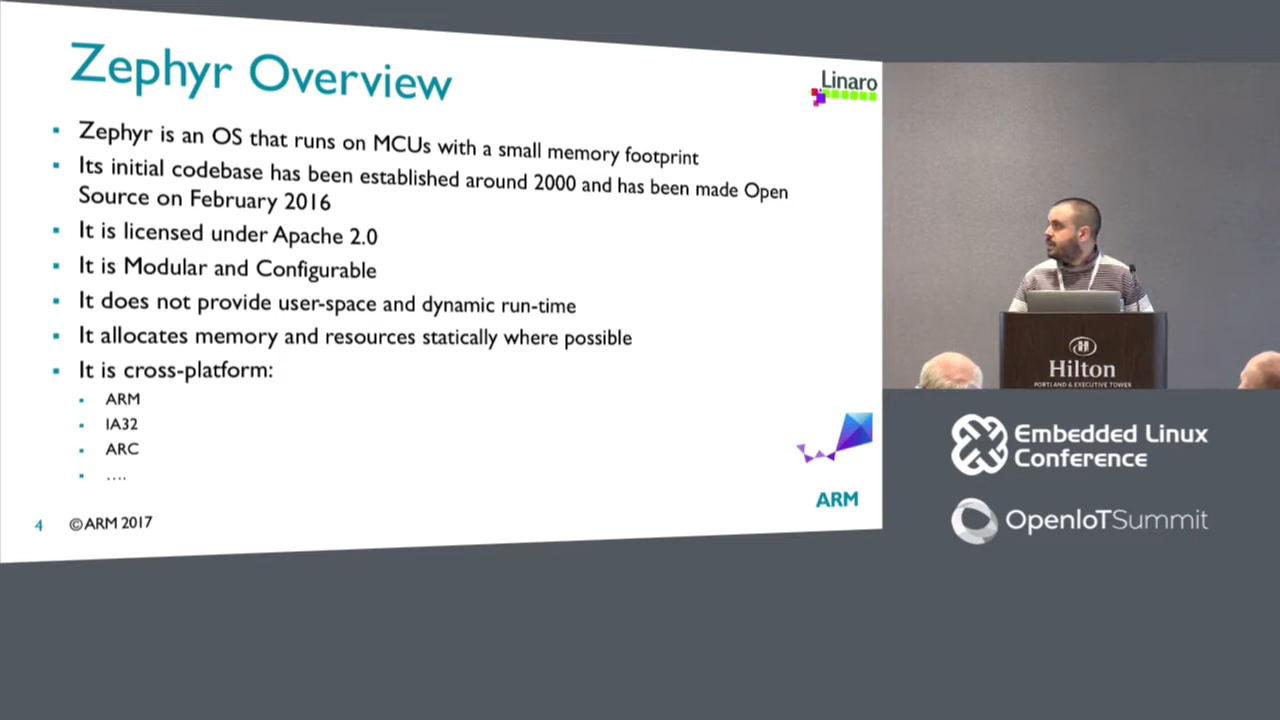 Zephyr Overview
Linaro
Zephyr is an OS that runs on MCUs with a small memory footprint
Its initial codebase has been established around 2000 and has been made Open
Source on February 2016
It is licensed under Apache 2.0
It is Modular and Configurable
It does not provide user-space and dynamic run-time
It allocates memory and resources statically where possible
It is cross-platform:
ARM
IA32
ARC
....
ARM
4 ©ARM 2017
Hilton
PORTLAND & EXECUTIVE TOWER
Embedded Linux
Conference
OpenIoTSummit